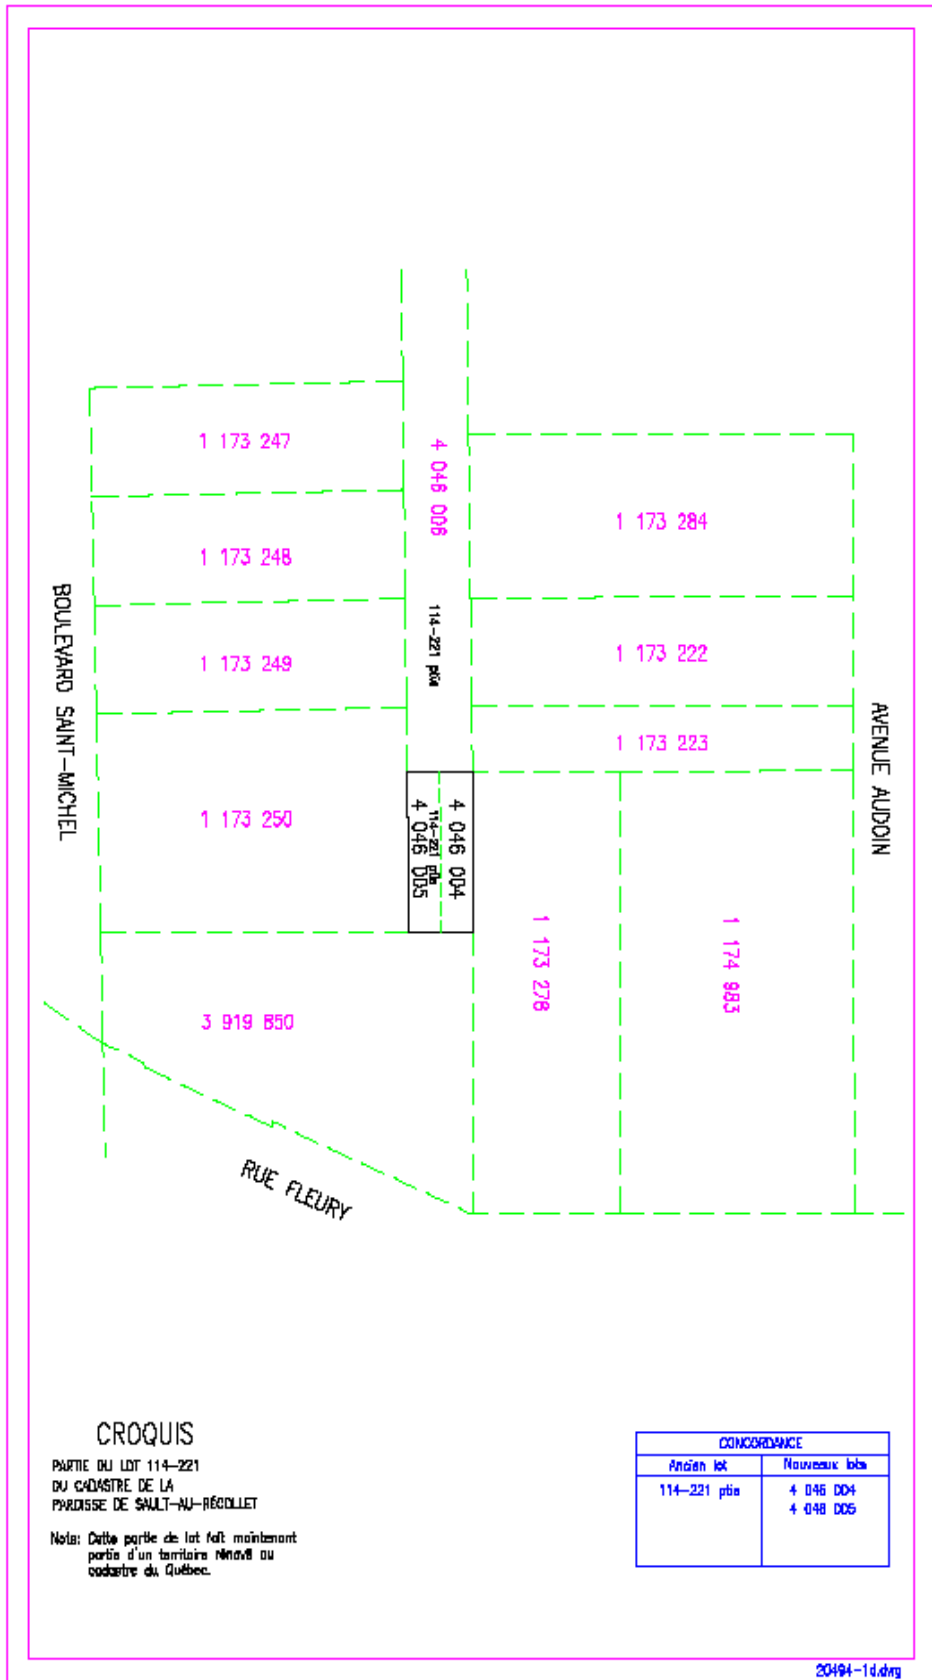 1 173 247
4 046 006
1 173 284
1 173 248
BOULEVARD SAINT-MICHEL
114-221 ptie
1 173 222
1 173 249
AVENUE AUDOIN
1 173 223
1 173 250
4 046 004
114-221 ptie
4 046 005
1 173 278
1 174 983
3 919 850
RUE FLEURY
CROQUIS
PARTIE DU LOT 114-221
DU CADASTRE DE LA
PAROISSE DE SAULT-AU-RÉCOLLET
Note: Cette partie de lot fait maintenant
partie d'un territoire rénové au
cadastre du Québec.
CONCORDANCE
Ancien lot Nouveaux lots
114-221 ptie 4 046 004
4 046 005
20494-1d.dwg